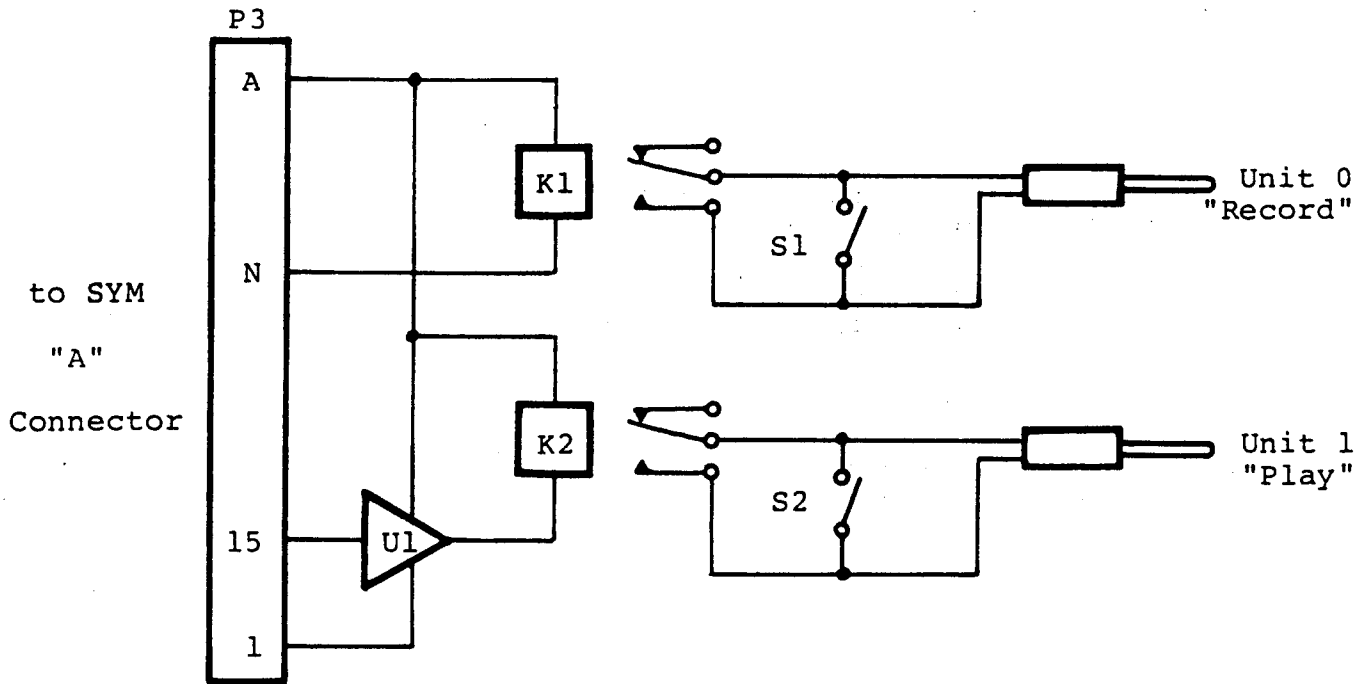 P3
A
K1
Unit 0
"Record"
N
S1
to SYM
"A"
Connector
K2
Unit 1
"Play"
S2
15
U1
1